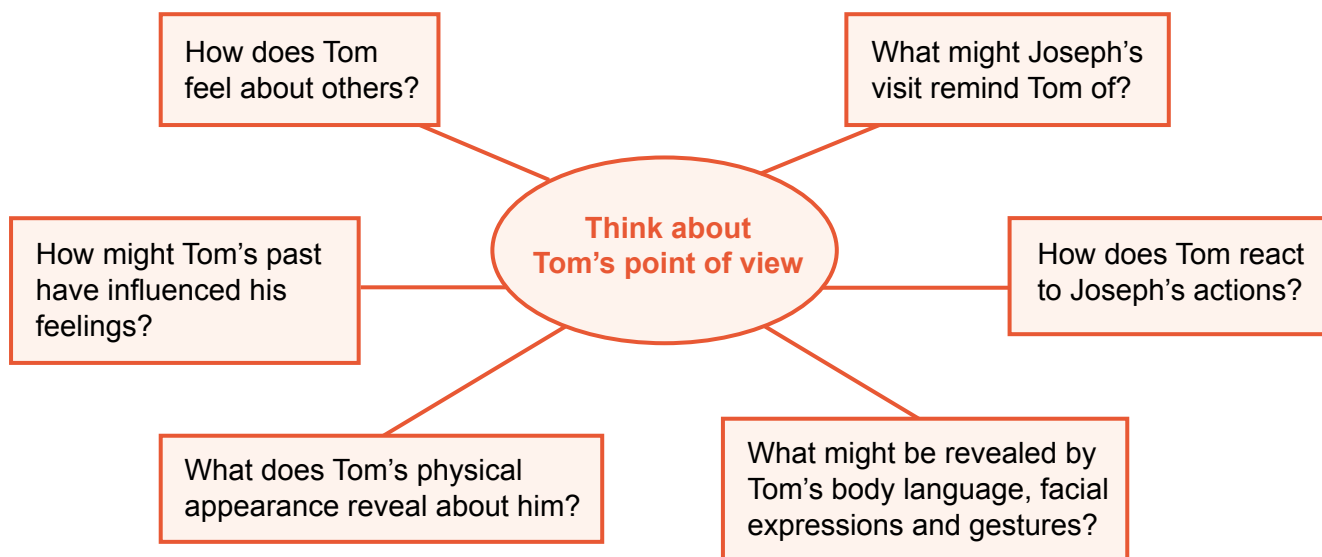 How does Tom
feel about others?
What might Joseph’s
visit remind Tom of?
Think about
Tom’s point of view
How might Tom’s past
have influenced his
feelings?
How does Tom react
to Joseph’s actions?
What does Tom’s physical
appearance reveal about him?
What might be revealed by
Tom’s body language, facial
expressions and gestures?